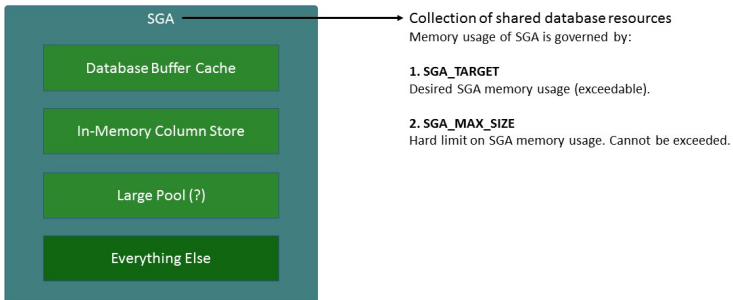 SGA
Database Buffer Cache
In-Memory Column Store
Large Pool (?)
Everything Else
Collection of shared database resources
Memory usage of SGA is governed by:
1. SGA_TARGET
Desired SGA memory usage (exceedable).
2. SGA_MAX_SIZE
Hard limit on SGA memory usage. Cannot be exceeded.